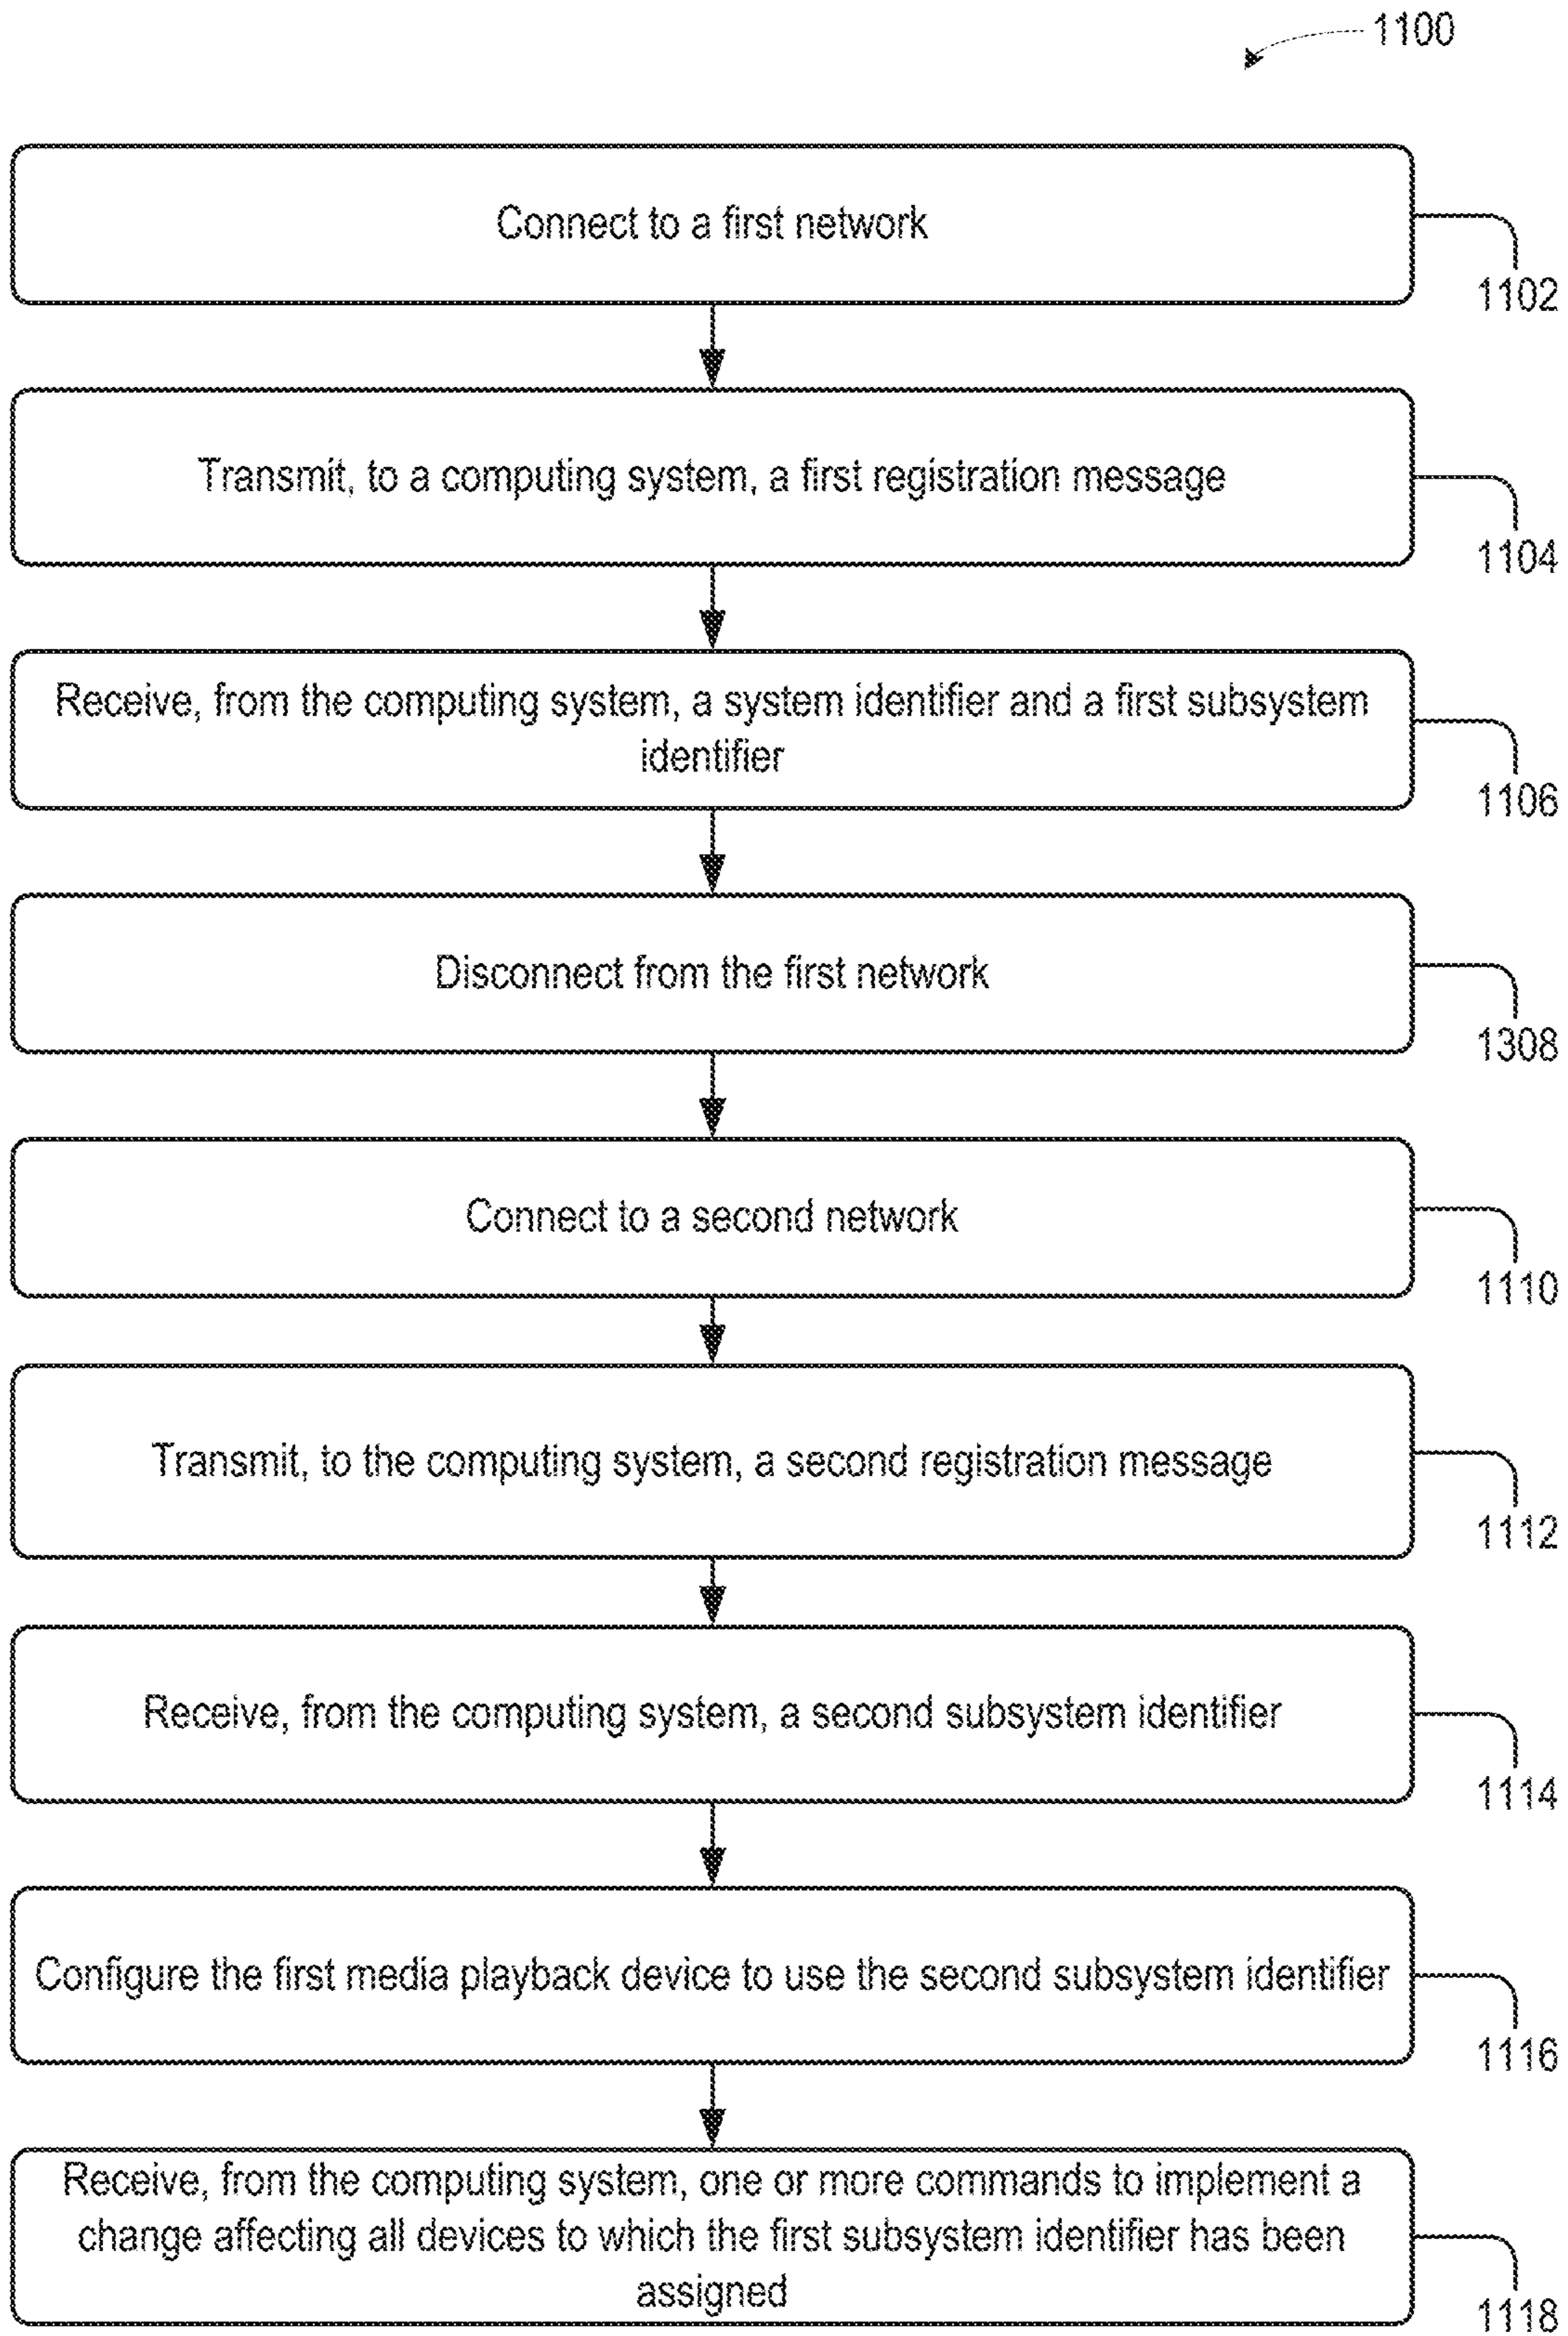 1100
Connect to a first network
1102
Transmit, to a computing system, a first registration message
1104
Receive, from the computing system, a system identifier and a first subsystem
identifier
1106
Disconnect from the first network
1308
Connect to a second network
1110
Transmit, to the computing system, a second registration message
1112
Receive, from the computing system, a second subsystem identifier
1114
Configure the first media playback device to use the second subsystem identifier
1116
Receive, from the computing system, one or more commands to implement a
change affecting all devices to which the first subsystem identifier has been
assigned
1118